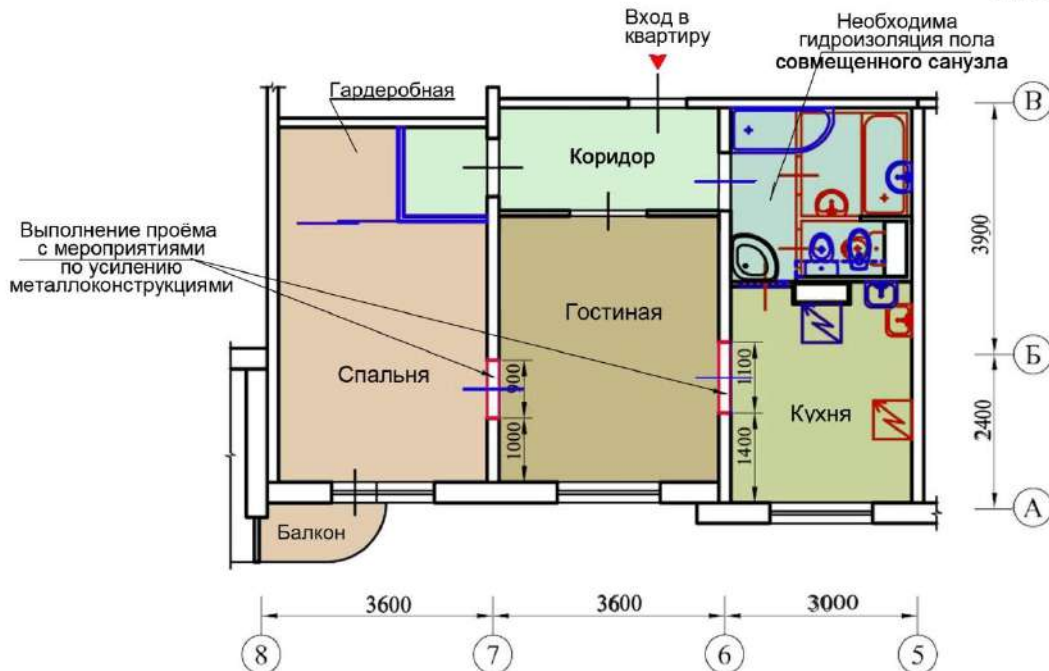 Вход в
квартиру
Необходима
гидроизоляция пола
совмещенного санузла
Гардеробная
В
Коридор
Выполнение проёма
с мероприятиями
по усилению
металлоконструкциями
3900
Гостиная
Спальня
900
1100
Б
Кухня
1000
1400
2400
А
Балкон
3600
3600
3000
8
7
6
5